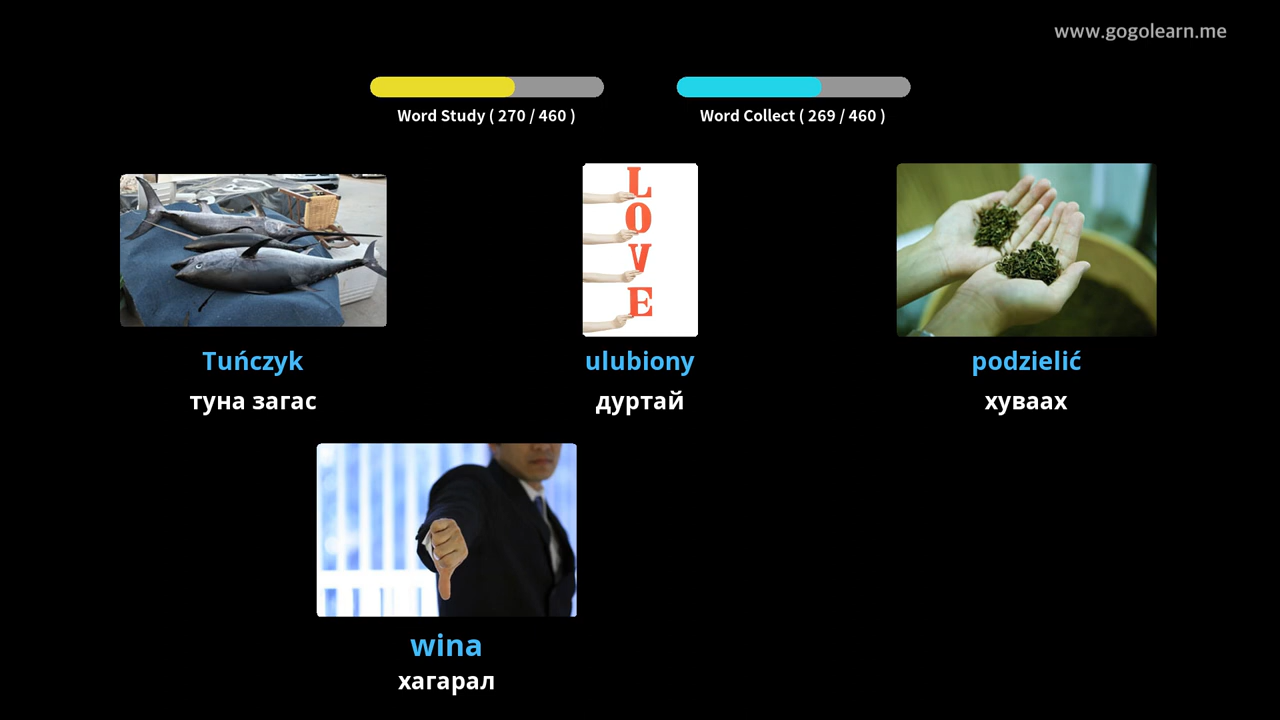 www.gogolearn.me
Word Study ( 270 / 460 )
Word Collect ( 269 / 460 )
L
O
V
E
Tuńczyk
ulubiony
podzielić
туна загас
дуртай
хуваах
wina
хагарал